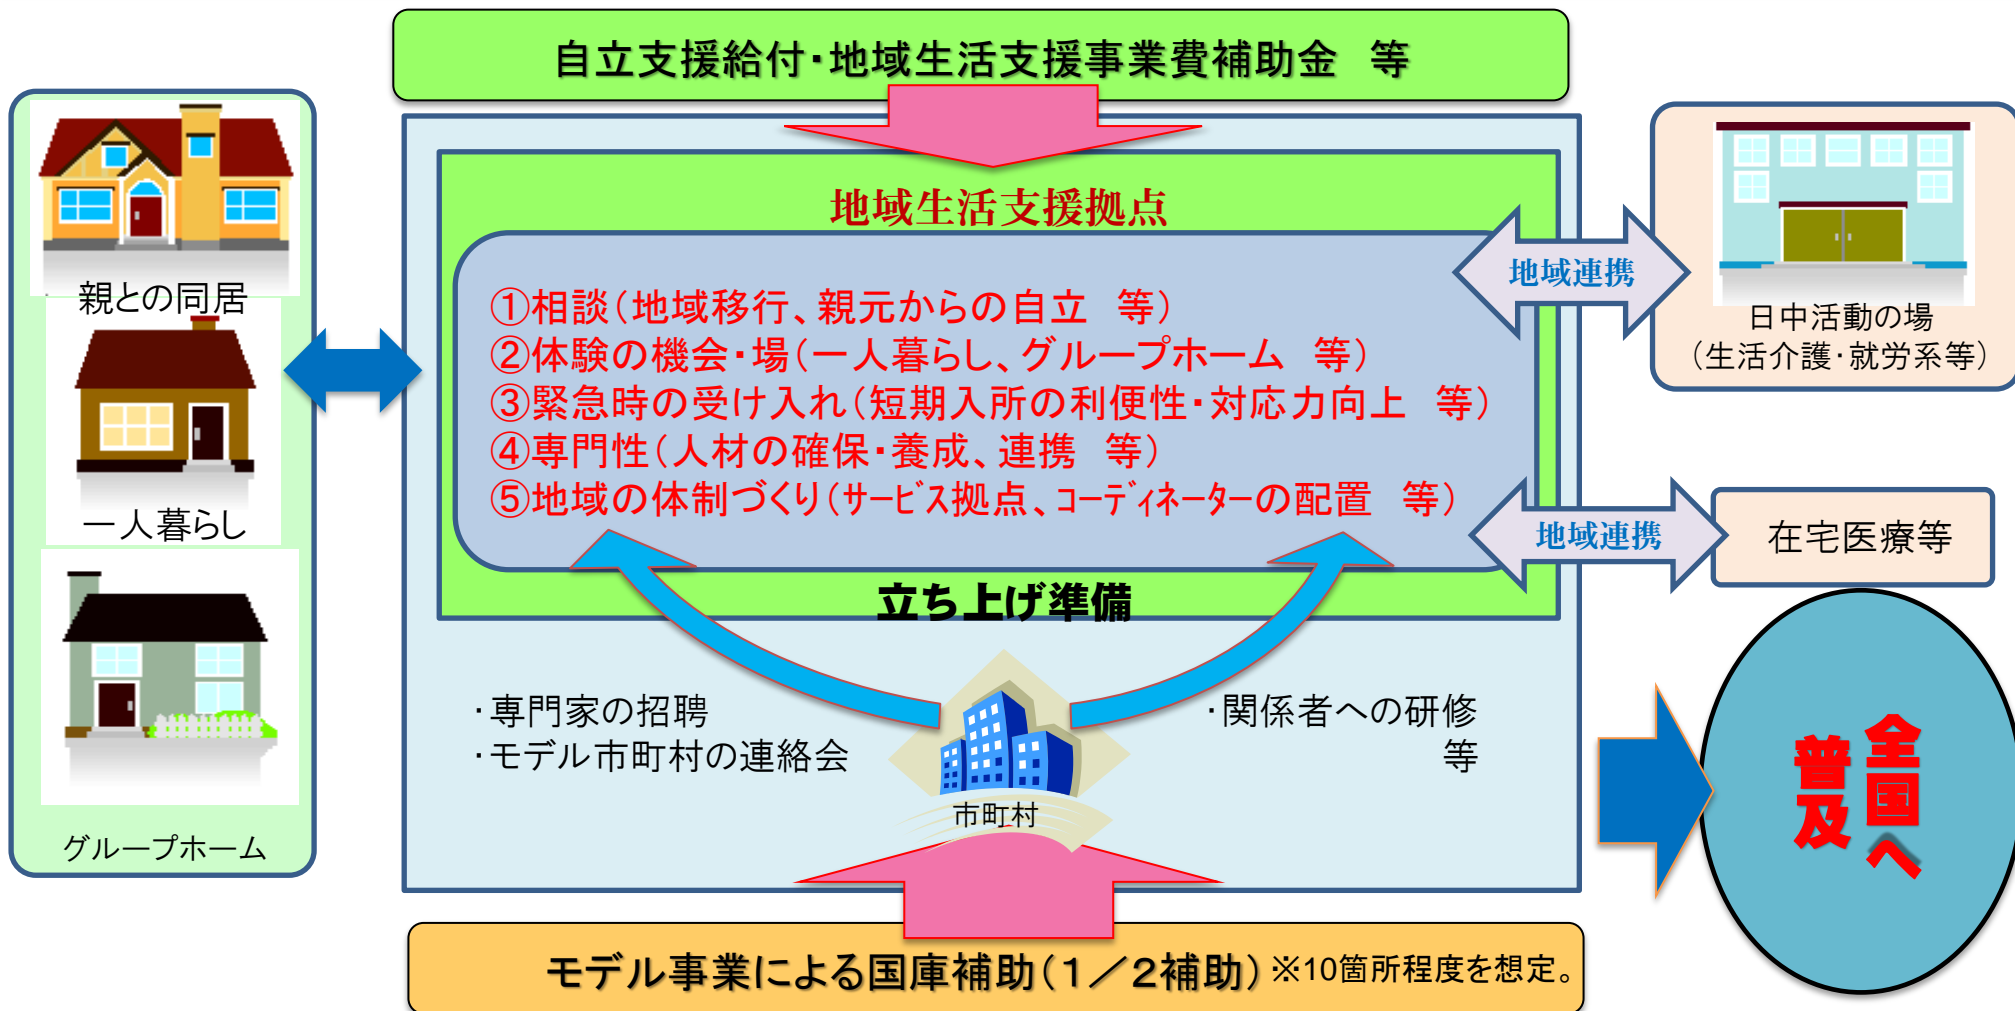 自立支援給付・地域生活支援事業費補助金　等
親との同居
一人暮らし
グループホーム
地域生活支援拠点
①相談（地域移行、親元からの自立　等）
②体験の機会・場（一人暮らし、グループホーム　等）
③緊急時の受け入れ（短期入所の利便性・対応力向上　等）
④専門性（人材の確保・養成、連携　等）
⑤地域の体制づくり（ｻｰﾋﾞｽ拠点、ｺｰﾃﾞｨﾈｰﾀｰの配置　等）
立ち上げ準備
地域連携
日中活動の場
（生活介護・就労系等）
地域連携
在宅医療等
・専門家の招聘
・モデル市町村の連絡会
・関係者への研修
等
市町村
全国へ
普及
モデル事業による国庫補助（１／２補助）※10箇所程度を想定。